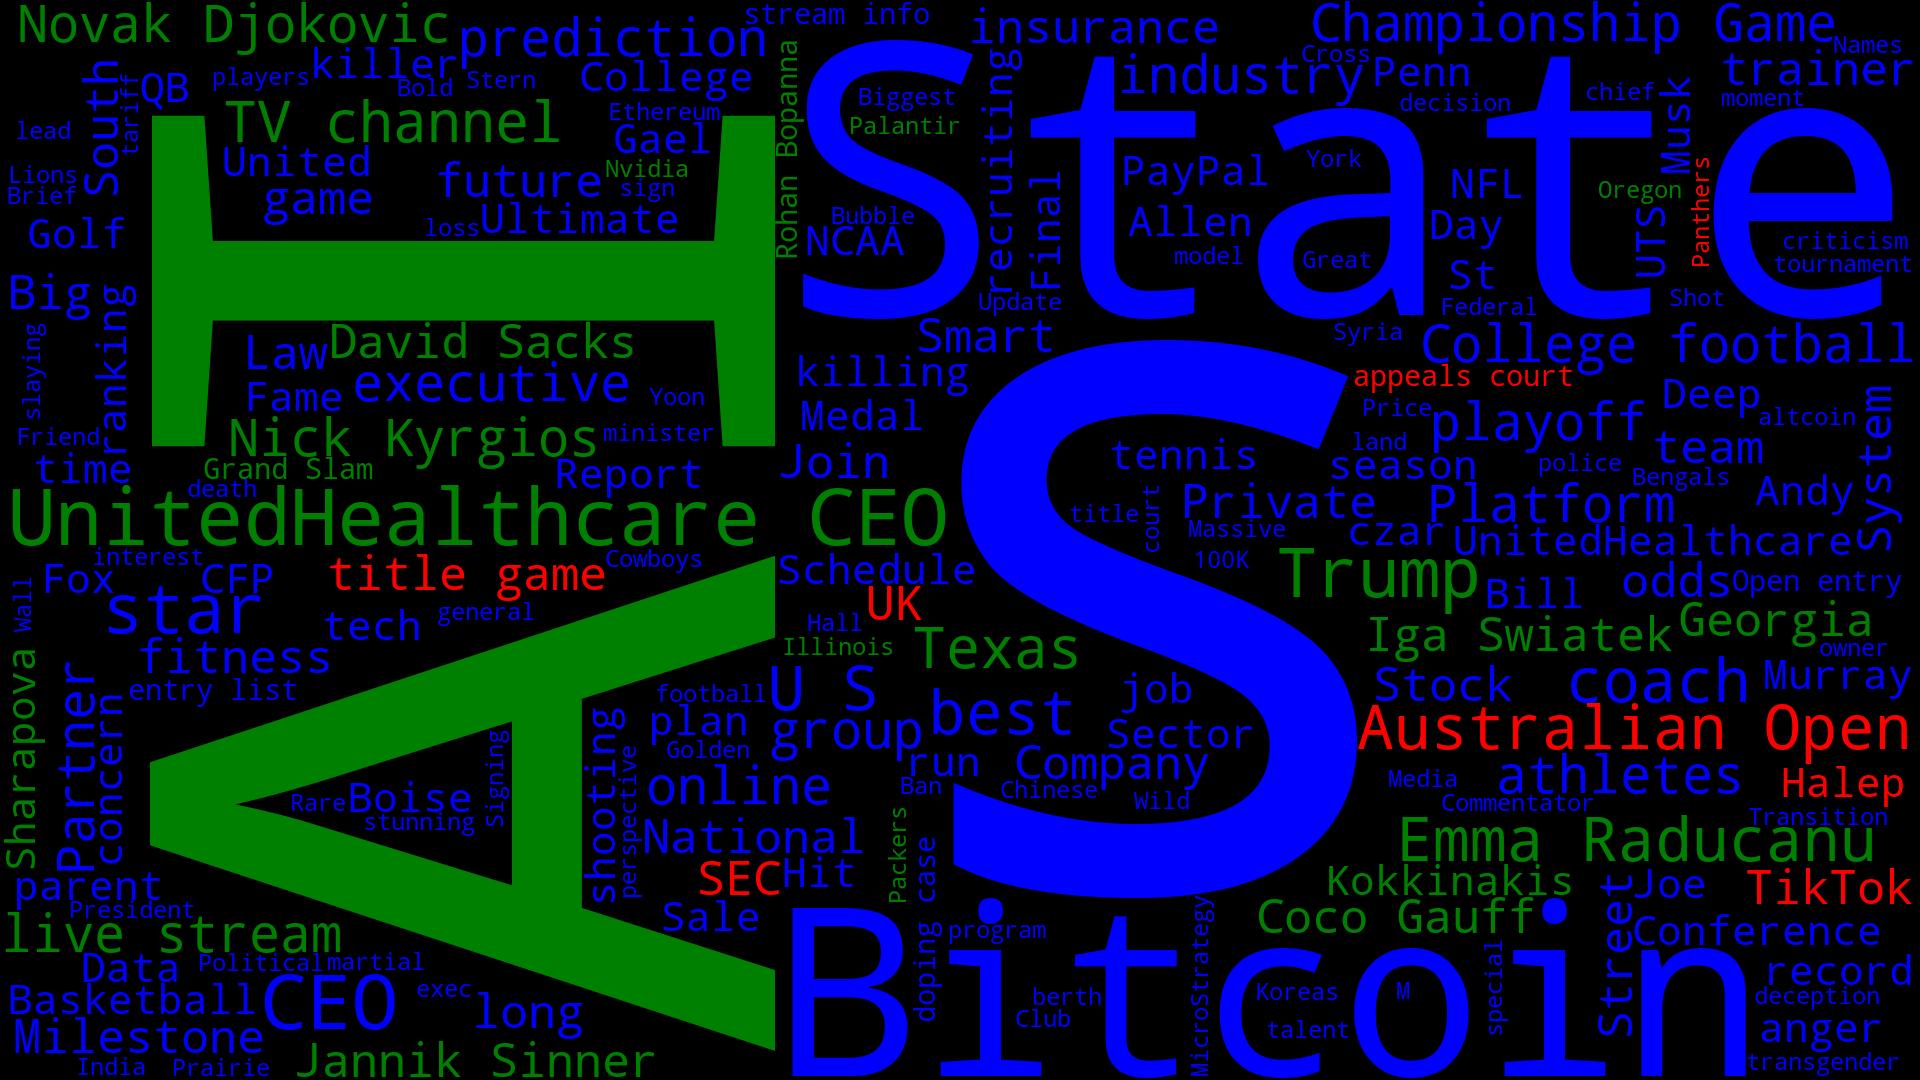 Novak Djokovic
prediction
stream info
insurance
Championship Game
Names
killer
players
Bold
Stern
College
QB
South
tariff
TV channel
Ethereum
Gael
Rohan Bopanna
State
Biggest
Palantir
recruiting
industry
Cross
Penn
decision
chief
Musk
trainer
moment
lead
United
game
future
Nvidia
sign
loss
Ultimate
Lions
Brief
Golf
Big
ranking
slaying
Friend
time
AI
Bubble
NCAA
Final
Update
PayPal
Allen
model
York
Great
NFL
Day
St
Federal
UTS
Oregon
Panthers
Shot
criticism
tournament
Law
David Sacks
Fame
executive
Yoon
Nick Kyrgios
minister
Grand Slam
death
Report
Smart
killing
Medal
Join
S
Syria
College football
appeals court
Price
playoff
Deep
altcoin
land
team
season
police
Bengals
System
tennis
title
court
Private
Massive
100K
Platform
Andy
czar
UnitedHealthcare
UnitedHealthcare CEO
interest
Fox
CFP
title game
Cowboys
Schedule
Trump
Bill
odds
Open entry
Wall
star
tech
general
UK
Hall
Illinois
Texas
Iga Swiatek
Georgia
owner
fitness
entry list
Sharapova
Partner
concern
football
U S
plan
Golden
group
best
job
Sector
run
Company
Stock
coach
Murray
Australian Open
shooting
perspective
online
Ban
Chinese
Wild
Media
athletes
Halep
Commentator
Transition
Rare
Boise
stunning
Signing
National
SEC
Hit
Packers
Emma Raducanu
parent
President
Sale
doping case
Kokkinakis
Joe
TikTok
live stream
Coco Gauff
Street
Conference
Data
Political
martial
Bitcoin
program
MicroStrategy
special
record
Basketball
CEO
exec
long
berth
Club
Koreas
M
talent
deception
anger
Milestone
India
Prairie
Jannik Sinner
transgender